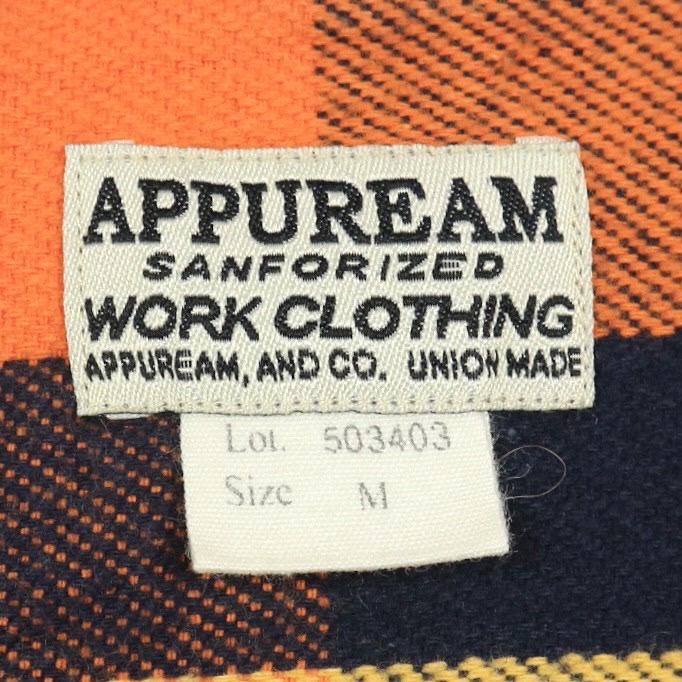 APPUREAM
SANFORIZED
WORK CLOTHING
APPUREAM, AND CO. UNION MADE
Lot. 503403
Size M